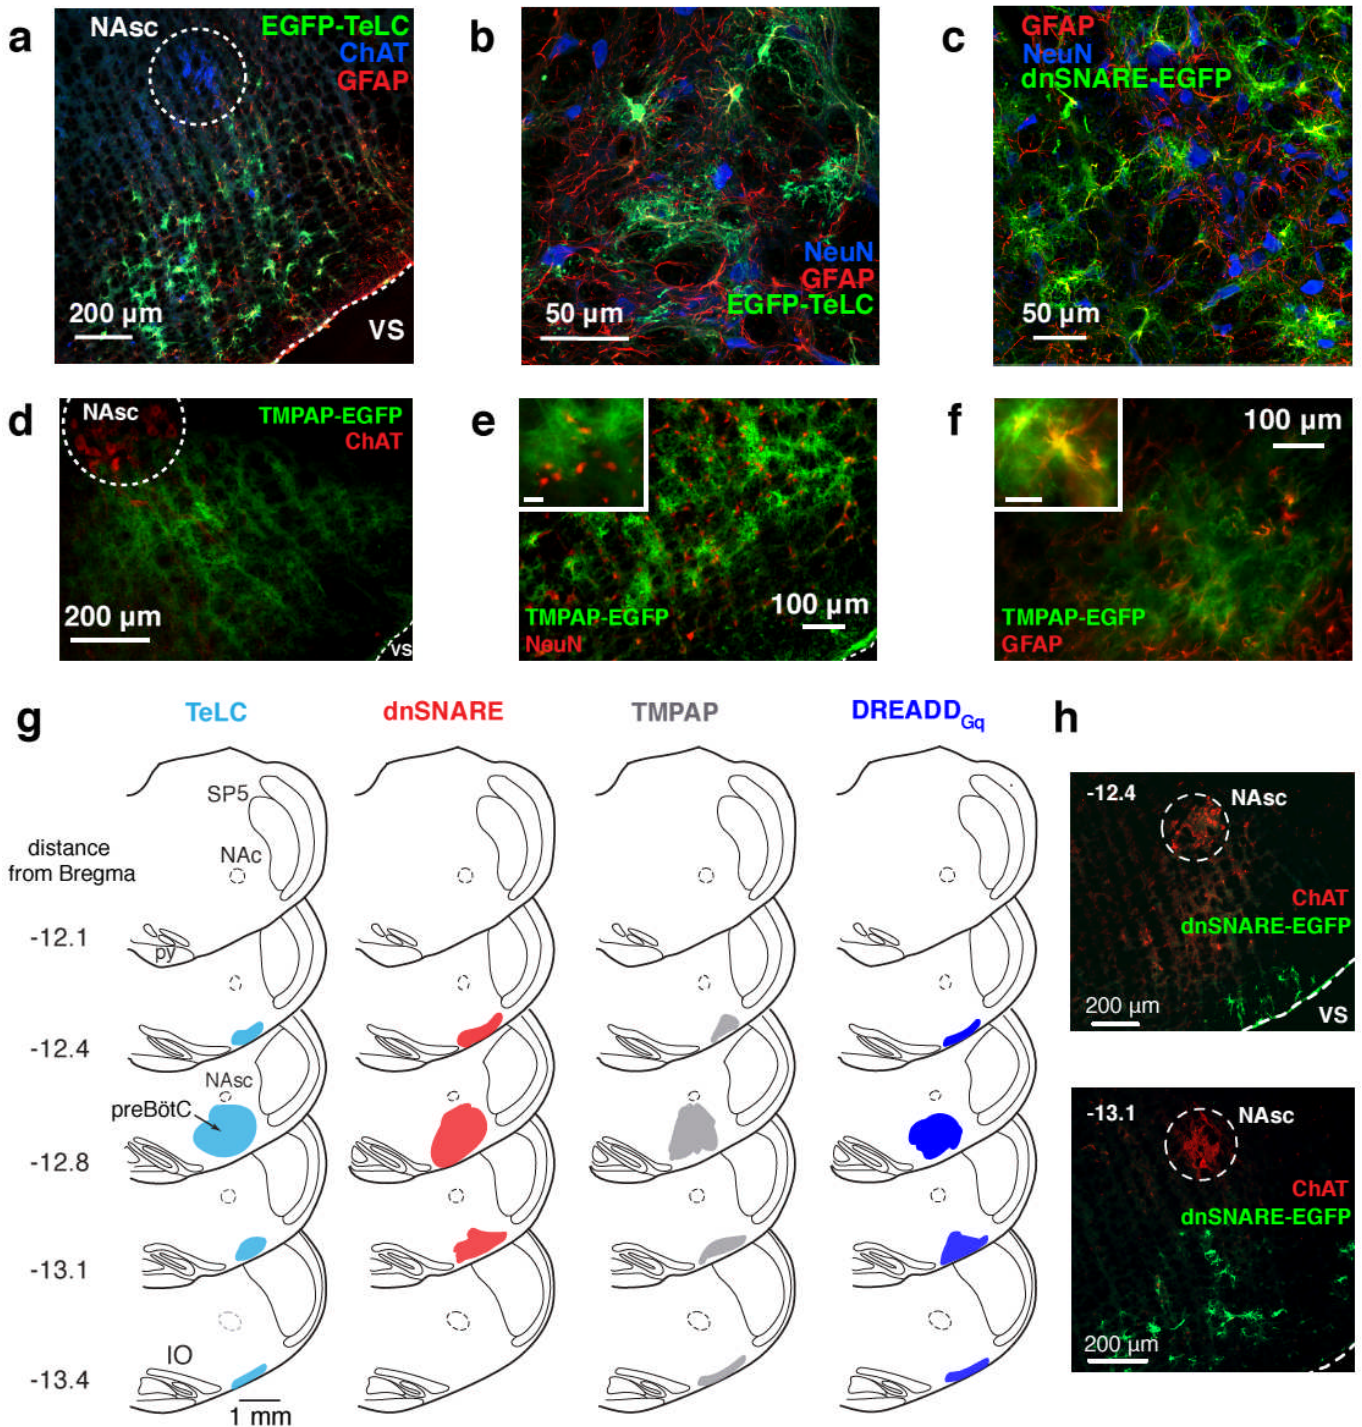 a
NAsc
EGFP-TeLC
ChAT
GFAP
200 µm
VS
b
NeuN
GFAP
EGFP-TeLC
50 µm
c
GFAP
NeuN
dnSNARE-EGFP
50 µm
d
NAsc
TMPAP-EGFP
ChAT
200 µm
VS
e
TMPAP-EGFP
NeuN
100 µm
f
100 µm
TMPAP-EGFP
GFAP
g
TeLC
dnSNARE
TMPAP
DREADDGq
SP5
NAc
distance
from Bregma
py
-12.1
-12.4
NAsc
preBötC
-12.8
-13.1
IO
-13.4
1 mm
h
-12.4
NAsc
ChAT
dnSNARE-EGFP
200 µm
VS
-13.1
NAsc
ChAT
dnSNARE-EGFP
200 µm